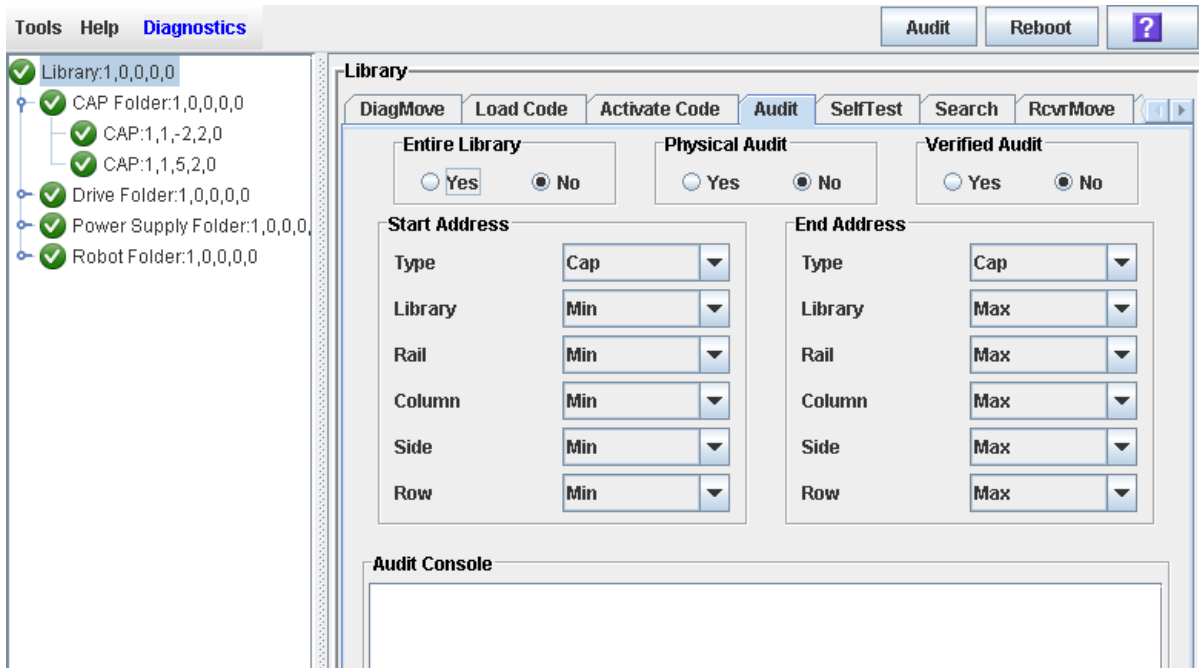 Tools Help Diagnostics Audit Reboot ?
Library:1,0,0,0,0
CAP Folder:1,0,0,0,0
CAP:1,1,-2,2,0
CAP:1,1,5,2,0
Drive Folder:1,0,0,0,0
Power Supply Folder:1,0,0,0,
Robot Folder:1,0,0,0,0
Library
DiagMove Load Code Activate Code Audit SelfTest Search RcvrMove
Entire Library Physical Audit Verified Audit
Yes No Yes No Yes No
Start Address
Type Cap
Library Min
Rail Min
Column Min
Side Min
Row Min
End Address
Type Cap
Library Max
Rail Max
Column Max
Side Max
Row Max
Audit Console